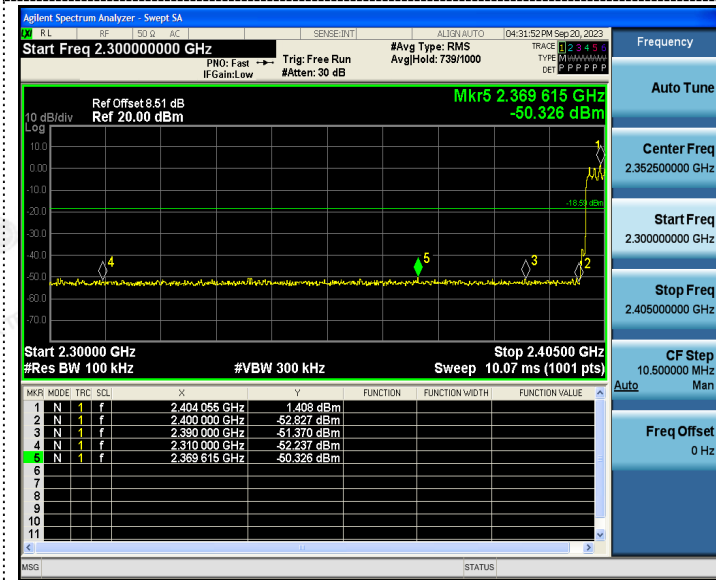 Agilent Spectrum Analyzer - Swept SA
LXI RL RF 50 Ω AC SENSE:INT ALIGN AUTO 04:31:52 PM Sep 20, 2023
Start Freq 2.300000000 GHz
PNO: Fast
IFGain:Low
Trig: Free Run
#Atten: 30 dB
#Avg Type: RMS
Avg|Hold: 739/1000
TRACE 1 2 3 4 5 6
TYPE M
DET P P P P P P
Ref Offset 8.51 dB
10 dB/div Ref 20.00 dBm
Log
Mkr5 2.369 615 GHz
-50.326 dBm
10.0
0.00
-10.0
-20.0
-30.0
-40.0
-50.0
-60.0
-70.0
-18.59 dBm
1
2
3
4
5
Start 2.30000 GHz Stop 2.40500 GHz
#Res BW 100 kHz #VBW 300 kHz Sweep 10.07 ms (1001 pts)
MKR MODE TRC SCL X Y FUNCTION FUNCTION WIDTH FUNCTION VALUE
1 N 1 f 2.404 055 GHz 1.408 dBm
2 N 1 f 2.400 000 GHz -52.827 dBm
3 N 1 f 2.390 000 GHz -51.370 dBm
4 N 1 f 2.310 000 GHz -52.237 dBm
5 N 1 f 2.369 615 GHz -50.326 dBm
6
7
8
9
10
11
MSG STATUS
Frequency
Auto Tune
Center Freq
2.352500000 GHz
Start Freq
2.300000000 GHz
Stop Freq
2.405000000 GHz
CF Step
10.500000 MHz
Auto Man
Freq Offset
0 Hz